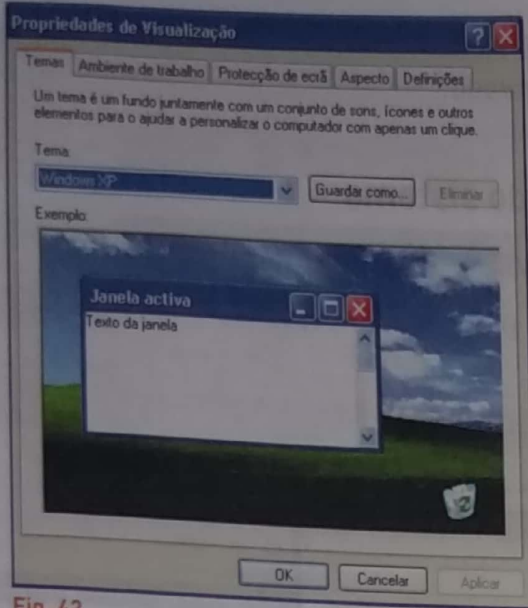 Propriedades de Visualização
Temas Ambiente de trabalho Protecção de ecrã Aspecto Definições
Um tema é um fundo juntamente com um conjunto de sons, ícones e outros
elementos para o ajudar a personalizar o computador com apenas um clique.
Tema:
Windows XP Guardar como... Eliminar
Exemplo:
Janela activa
Texto da janela
OK Cancelar Aplicar
Fig. 42